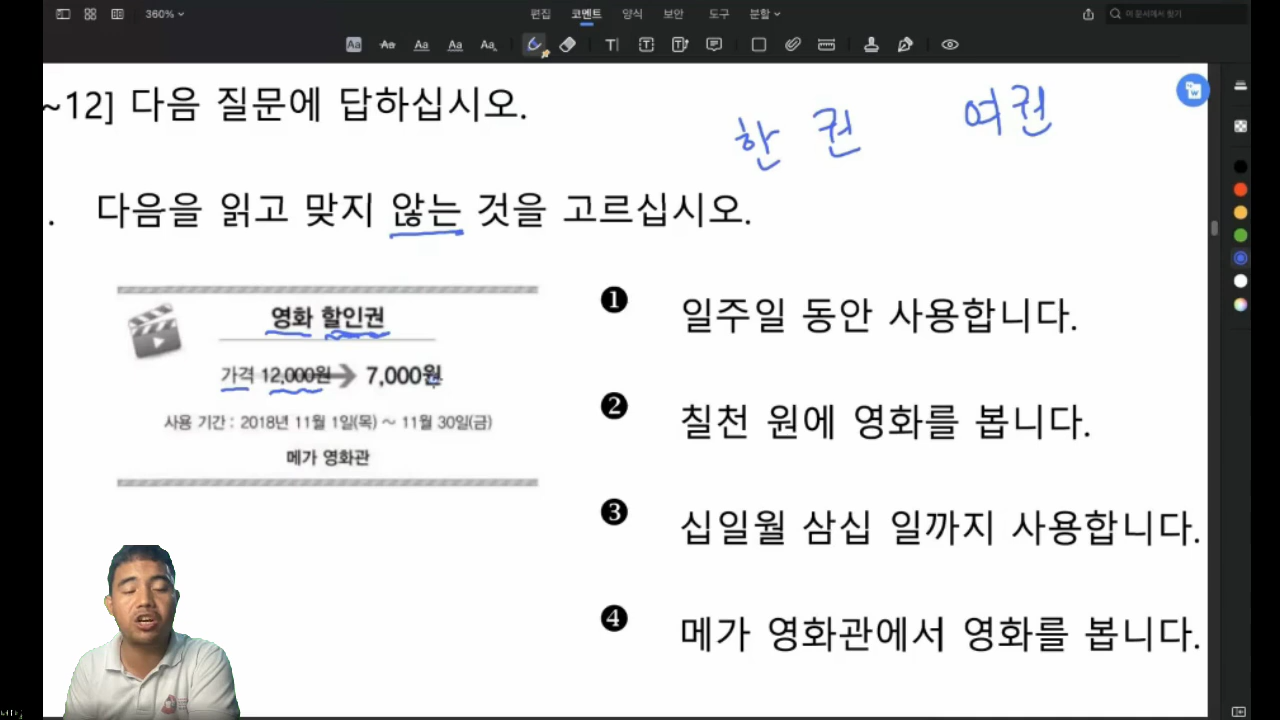 360%
편집 코멘트 양식 보안 도구 분할
이 문서에서 찾기
~12] 다음 질문에 답하십시오.
한 권 여권
. 다음을 읽고 맞지 않는 것을 고르십시오.
영화 할인권
가격 12,000원 → 7,000원
사용 기간 : 2018년 11월 1일(목) ~ 11월 30일(금)
메가 영화관
❶ 일주일 동안 사용합니다.
❷ 칠천 원에 영화를 봅니다.
❸ 십일월 삼십 일까지 사용합니다.
❹ 메가 영화관에서 영화를 봅니다.